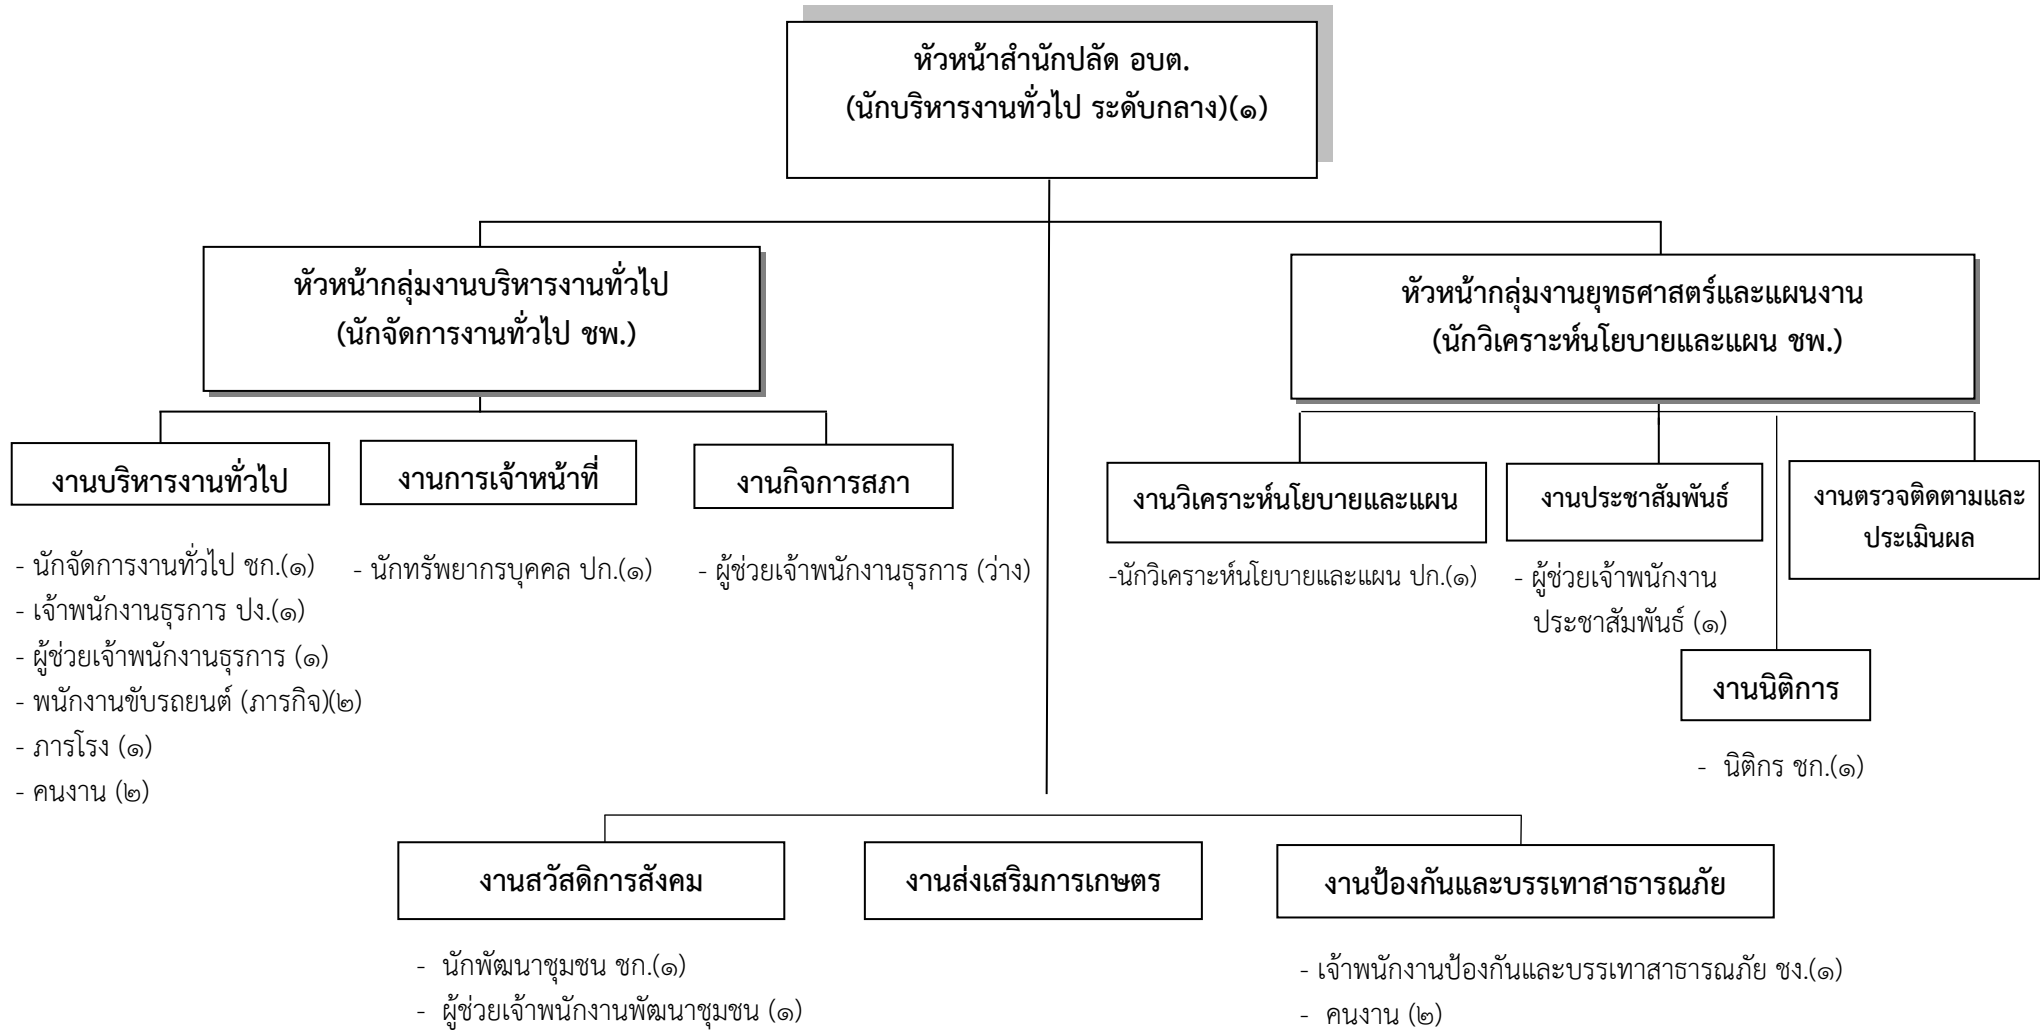 หัวหน้าสำนักปลัด อบต.
(นักบริหารงานทั่วไป ระดับกลาง)(๑)
หัวหน้ากลุ่มงานบริหารงานทั่วไป
(นักจัดการงานทั่วไป ชพ.)
หัวหน้ากลุ่มงานยุทธศาสตร์และแผนงาน
(นักวิเคราะห์นโยบายและแผน ชพ.)
งานบริหารงานทั่วไป
- นักจัดการงานทั่วไป ชก.(๑)
- เจ้าพนักงานธุรการ ปง.(๑)
- ผู้ช่วยเจ้าพนักงานธุรการ (๑)
- พนักงานขับรถยนต์ (ภารกิจ)(๒)
- ภารโรง (๑)
- คนงาน (๒)
งานการเจ้าหน้าที่
- นักทรัพยากรบุคคล ปก.(๑)
งานกิจการสภา
- ผู้ช่วยเจ้าพนักงานธุรการ (ว่าง)
งานวิเคราะห์นโยบายและแผน
-นักวิเคราะห์นโยบายและแผน ปก.(๑)
งานประชาสัมพันธ์
- ผู้ช่วยเจ้าพนักงาน
ประชาสัมพันธ์ (๑)
งานตรวจติดตามและ
ประเมินผล
งานนิติการ
- นิติกร ชก.(๑)
งานสวัสดิการสังคม
- นักพัฒนาชุมชน ชก.(๑)
- ผู้ช่วยเจ้าพนักงานพัฒนาชุมชน (๑)
งานส่งเสริมการเกษตร
งานป้องกันและบรรเทาสาธารณภัย
- เจ้าพนักงานป้องกันและบรรเทาสาธารณภัย ชง.(๑)
- คนงาน (๒)